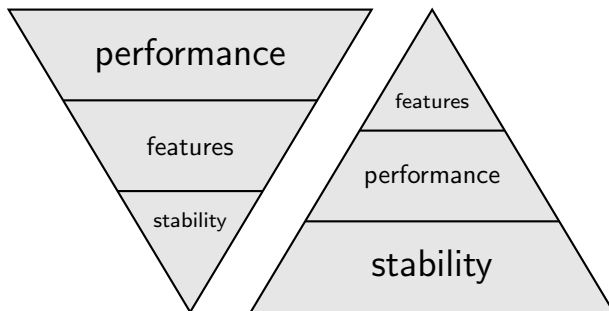 performance
features
stability
features
performance
stability